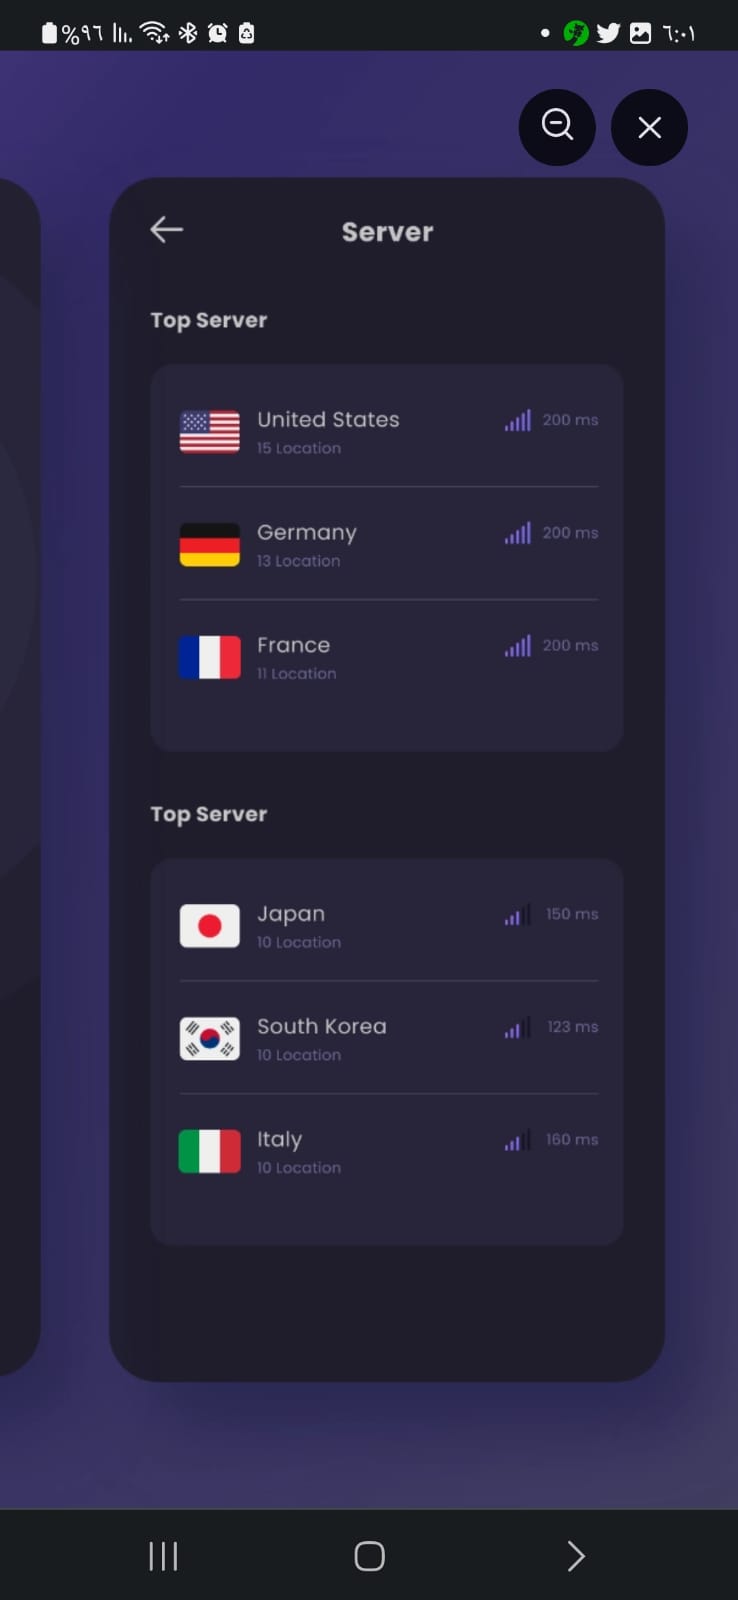 %٩٦
٦:٠١
Server
Top Server
United States
200 ms
15 Location
Germany
200 ms
13 Location
France
200 ms
11 Location
Top Server
Japan
150 ms
10 Location
South Korea
123 ms
10 Location
Italy
160 ms
10 Location